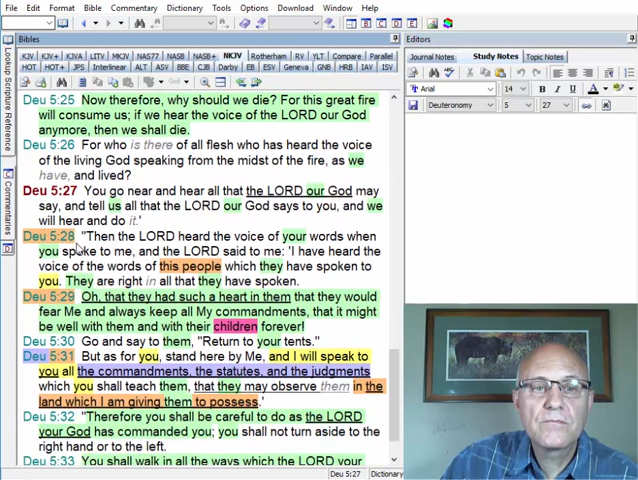 File Edit View Bible Commentary Dictionary Tools Options Download Window Help
Bibles
KJV KJV+ KJVA LITV MKJV NAS77 NASB NASB+ NKJV Rotherham RV YLT Compare Parallel
HOT HOT+ JPS Interlinear BBE ASV ASB AKJV Darby EB ESV Geneva GNB HRB IAV ISV
Deu 5:25 Now therefore, why should we die? For this great fire
will consume us; if we hear the voice of the LORD our God
anymore, then we shall die.
Deu 5:26 For who is there of all flesh who has heard the voice
of the living God speaking from the midst of the fire, as we
have, and lived?
Deu 5:27 You go near and hear all that the LORD our God may
say, and tell us all that the LORD our God says to you, and we
will hear and do it.'
Deu 5:28 "Then the LORD heard the voice of your words when
you spoke to me, and the LORD said to me: 'I have heard the
voice of the words of this people which they have spoken to
you. They are right in all that they have spoken.
Deu 5:29 Oh, that they had such a heart in them that they would
fear Me and always keep all My commandments, that it might
be well with them and with their children forever!
Deu 5:30 Go and say to them, "Return to your tents."
Deu 5:31 But as for you, stand here by Me, and I will speak to
you all the commandments, the statutes, and the judgments
which you shall teach them, that they may observe them in the
land which I am giving them to possess.'
Deu 5:32 "Therefore you shall be careful to do as the LORD
your God has commanded you; you shall not turn aside to the
right hand or to the left.
Deu 5:33 You shall walk in all the ways which the LORD your
Lookup Scripture Reference
Commentaries
Editors
Journal Notes Study Notes Topic Notes
Arial 14 B I U A
Deuteronomy 5 27
Deu 5:27 Dictionary